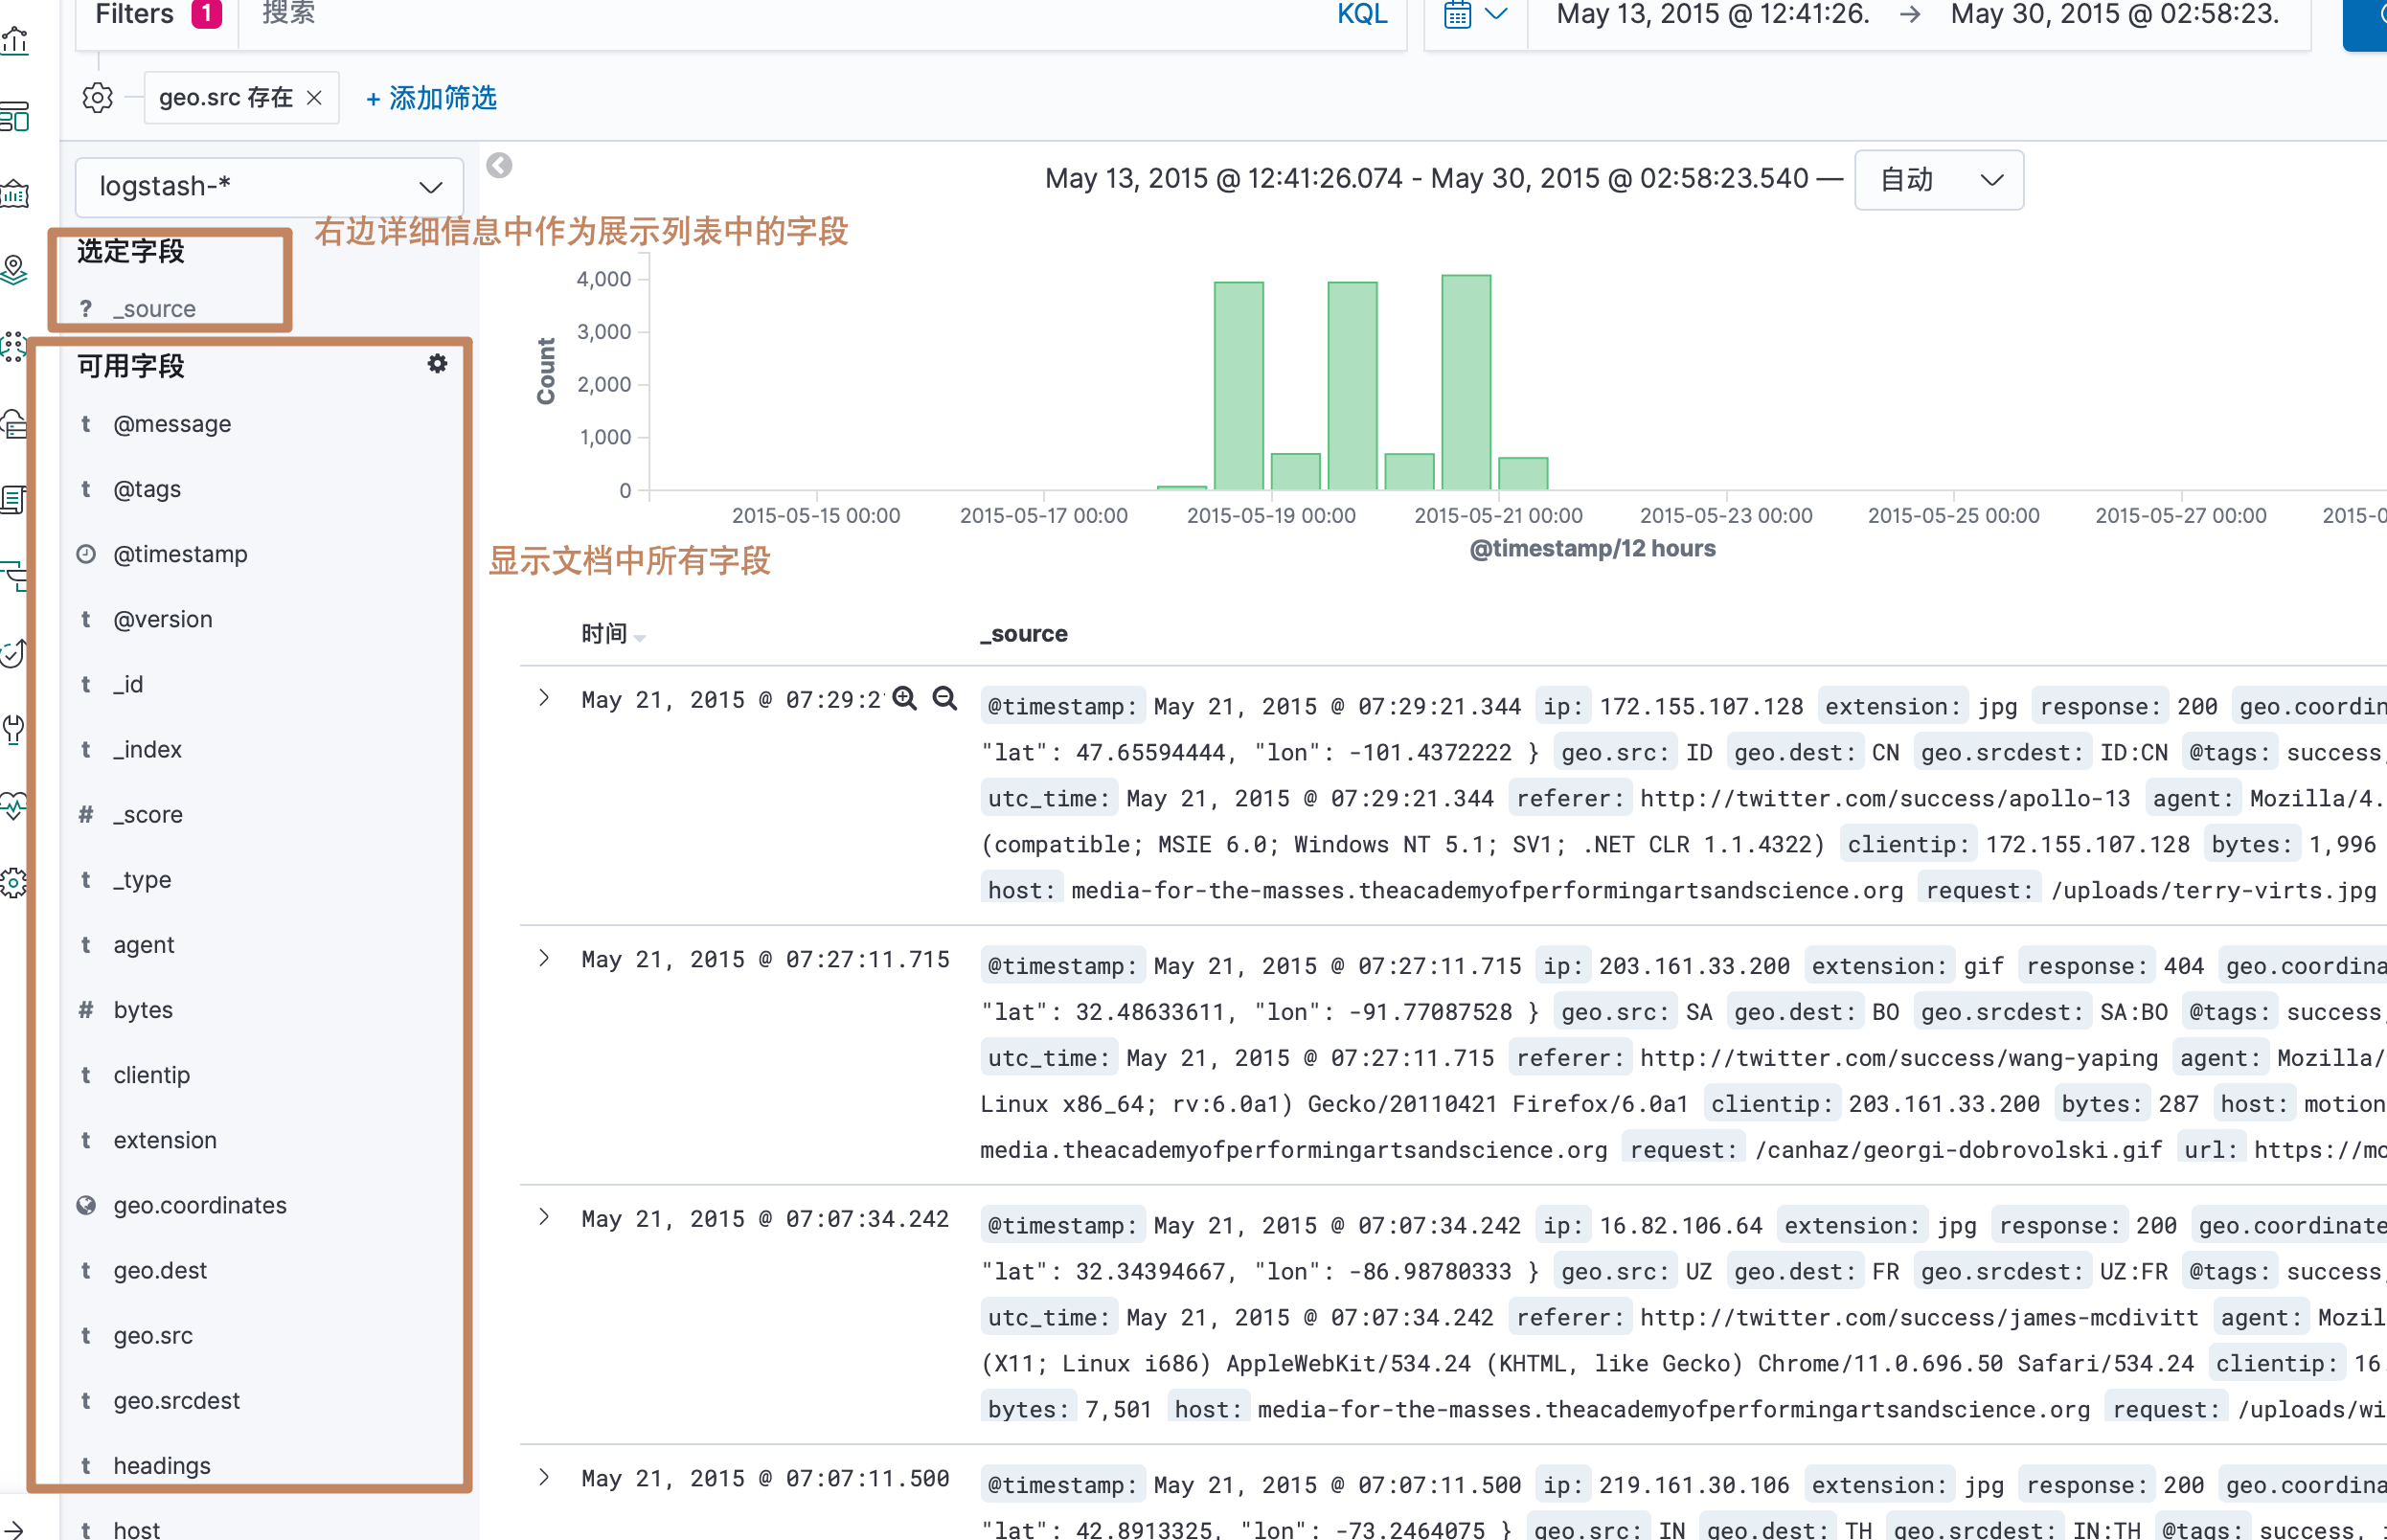 Filters 1 搜索 KQL May 13, 2015 @ 12:41:26. → May 30, 2015 @ 02:58:23.
geo.src 存在 × + 添加筛选
logstash-*
May 13, 2015 @ 12:41:26.074 - May 30, 2015 @ 02:58:23.540 — 自动
右边详细信息中作为展示列表中的字段
选定字段
? _source
可用字段
t @message
t @tags
@timestamp
t @version
t _id
t _index
# _score
t _type
t agent
# bytes
t clientip
t extension
geo.coordinates
t geo.dest
t geo.src
t geo.srcdest
t headings
t host
Count
4,000
3,000
2,000
1,000
0
2015-05-15 00:00 2015-05-17 00:00 2015-05-19 00:00 2015-05-21 00:00 2015-05-23 00:00 2015-05-25 00:00 2015-05-27 00:00 2015-0
@timestamp/12 hours
显示文档中所有字段
时间 _source
May 21, 2015 @ 07:29:2 @timestamp: May 21, 2015 @ 07:29:21.344 ip: 172.155.107.128 extension: jpg response: 200 geo.coordin
"lat": 47.65594444, "lon": -101.4372222 } geo.src: ID geo.dest: CN geo.srcdest: ID:CN @tags: success,
utc_time: May 21, 2015 @ 07:29:21.344 referer: http://twitter.com/success/apollo-13 agent: Mozilla/4.
(compatible; MSIE 6.0; Windows NT 5.1; SV1; .NET CLR 1.1.4322) clientip: 172.155.107.128 bytes: 1,996
host: media-for-the-masses.theacademyofperformingartsandscience.org request: /uploads/terry-virts.jpg
May 21, 2015 @ 07:27:11.715 @timestamp: May 21, 2015 @ 07:27:11.715 ip: 203.161.33.200 extension: gif response: 404 geo.coordina
"lat": 32.48633611, "lon": -91.77087528 } geo.src: SA geo.dest: BO geo.srcdest: SA:BO @tags: success,
utc_time: May 21, 2015 @ 07:27:11.715 referer: http://twitter.com/success/wang-yaping agent: Mozilla/
Linux x86_64; rv:6.0a1) Gecko/20110421 Firefox/6.0a1 clientip: 203.161.33.200 bytes: 287 host: motion
media.theacademyofperformingartsandscience.org request: /canhaz/georgi-dobrovolski.gif url: https://mo
May 21, 2015 @ 07:07:34.242 @timestamp: May 21, 2015 @ 07:07:34.242 ip: 16.82.106.64 extension: jpg response: 200 geo.coordinate
"lat": 32.34394667, "lon": -86.98780333 } geo.src: UZ geo.dest: FR geo.srcdest: UZ:FR @tags: success,
utc_time: May 21, 2015 @ 07:07:34.242 referer: http://twitter.com/success/james-mcdivitt agent: Mozil
(X11; Linux i686) AppleWebKit/534.24 (KHTML, like Gecko) Chrome/11.0.696.50 Safari/534.24 clientip: 16.
bytes: 7,501 host: media-for-the-masses.theacademyofperformingartsandscience.org request: /uploads/wi
May 21, 2015 @ 07:07:11.500 @timestamp: May 21, 2015 @ 07:07:11.500 ip: 219.161.30.106 extension: jpg response: 200 geo.coordina
"lat": 42.8913325, "lon": -73.2464075 } geo.src: IN geo.dest: TH geo.srcdest: IN:TH @tags: success,